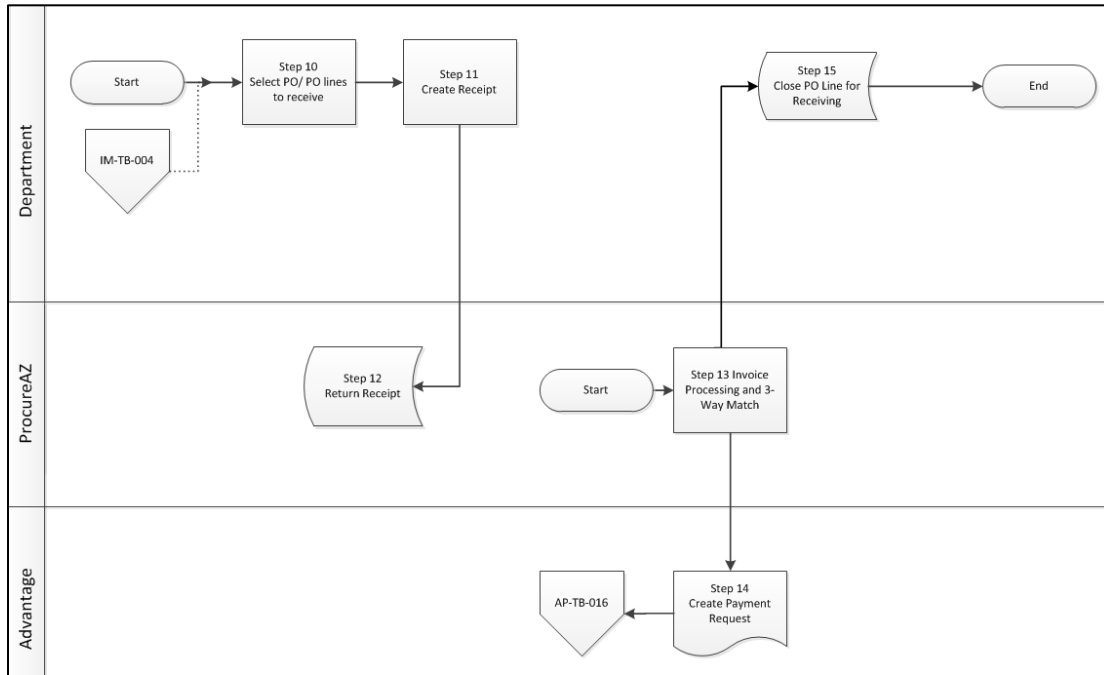 Department
Start
IM-TB-004
Step 10
Select PO/ PO lines
to receive
Step 11
Create Receipt
Step 15
Close PO Line for
Receiving
End
ProcureAZ
Step 12
Return Receipt
Start
Step 13 Invoice
Processing and 3-
Way Match
Advantage
AP-TB-016
Step 14
Create Payment
Request